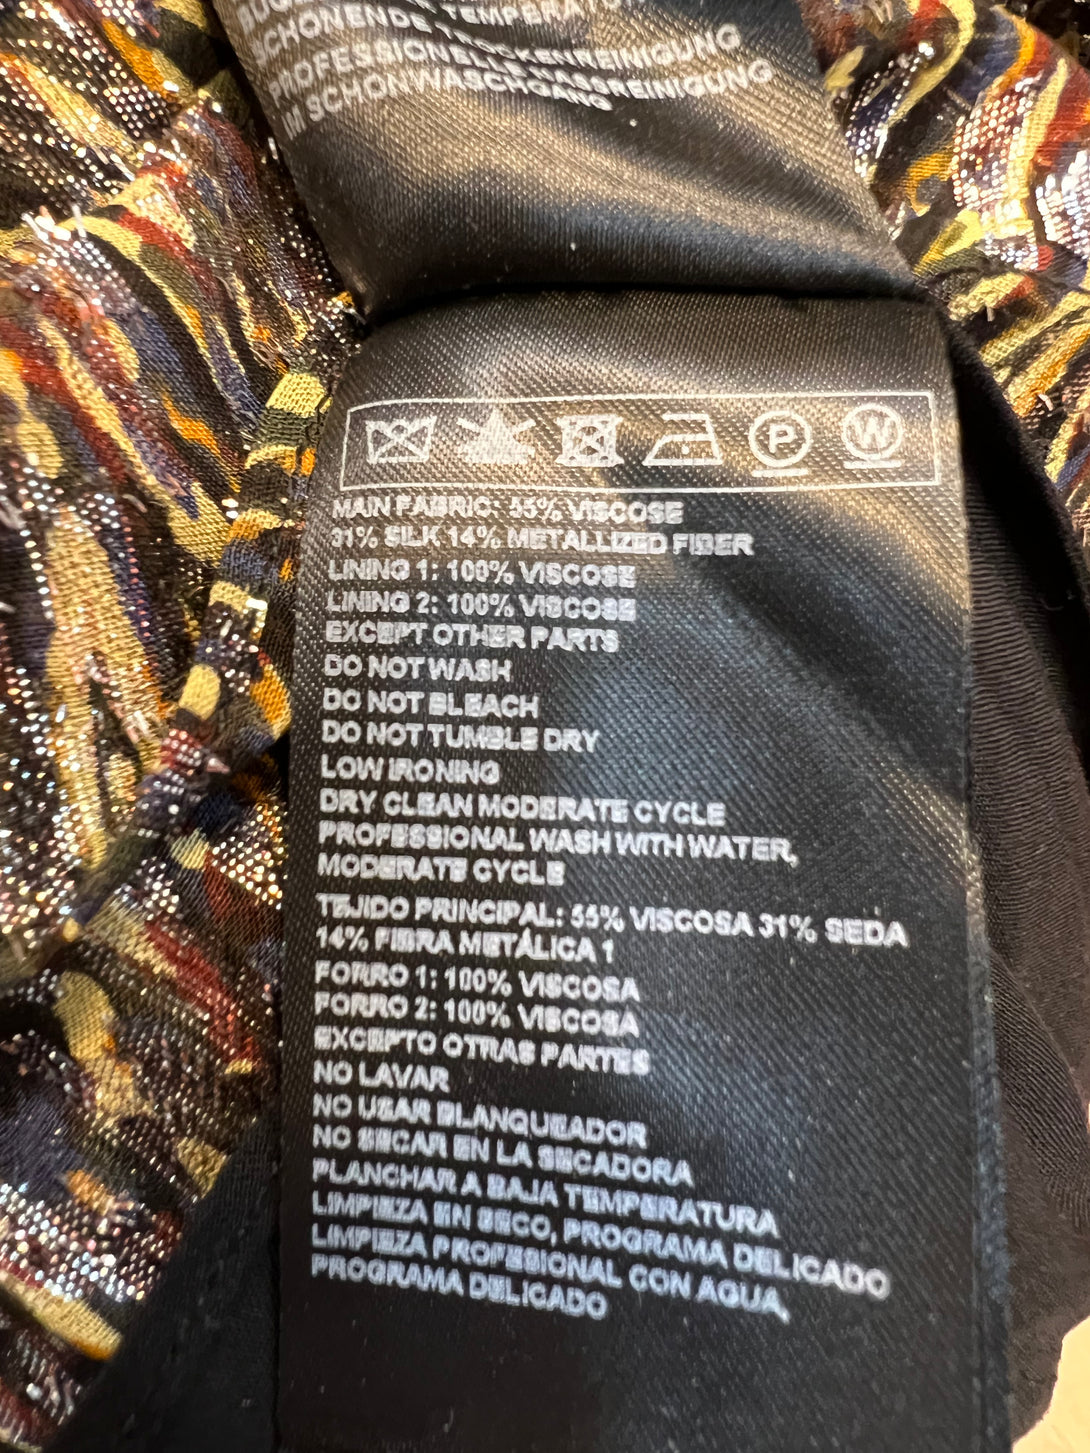 SCHONENDE TROCKENREINIGUNG
PROFESSIONELLE NASSREINIGUNG
IM SCHONWASCHGANG
P W
MAIN FABRIC: 55% VISCOSE
31% SILK 14% METALLIZED FIBER
LINING 1: 100% VISCOSE
LINING 2: 100% VISCOSE
EXCEPT OTHER PARTS
DO NOT WASH
DO NOT BLEACH
DO NOT TUMBLE DRY
LOW IRONING
DRY CLEAN MODERATE CYCLE
PROFESSIONAL WASH WITH WATER,
MODERATE CYCLE
TEJIDO PRINCIPAL: 55% VISCOSA 31% SEDA
14% FIBRA METÁLICA 1
FORRO 1: 100% VISCOSA
FORRO 2: 100% VISCOSA
EXCEPTO OTRAS PARTES
NO LAVAR
NO USAR BLANQUEADOR
NO SECAR EN LA SECADORA
PLANCHAR A BAJA TEMPERATURA
LIMPIEZA EN SECO, PROGRAMA DELICADO
LIMPIEZA PROFESIONAL CON AQUA,
PROGRAMA DELICADO